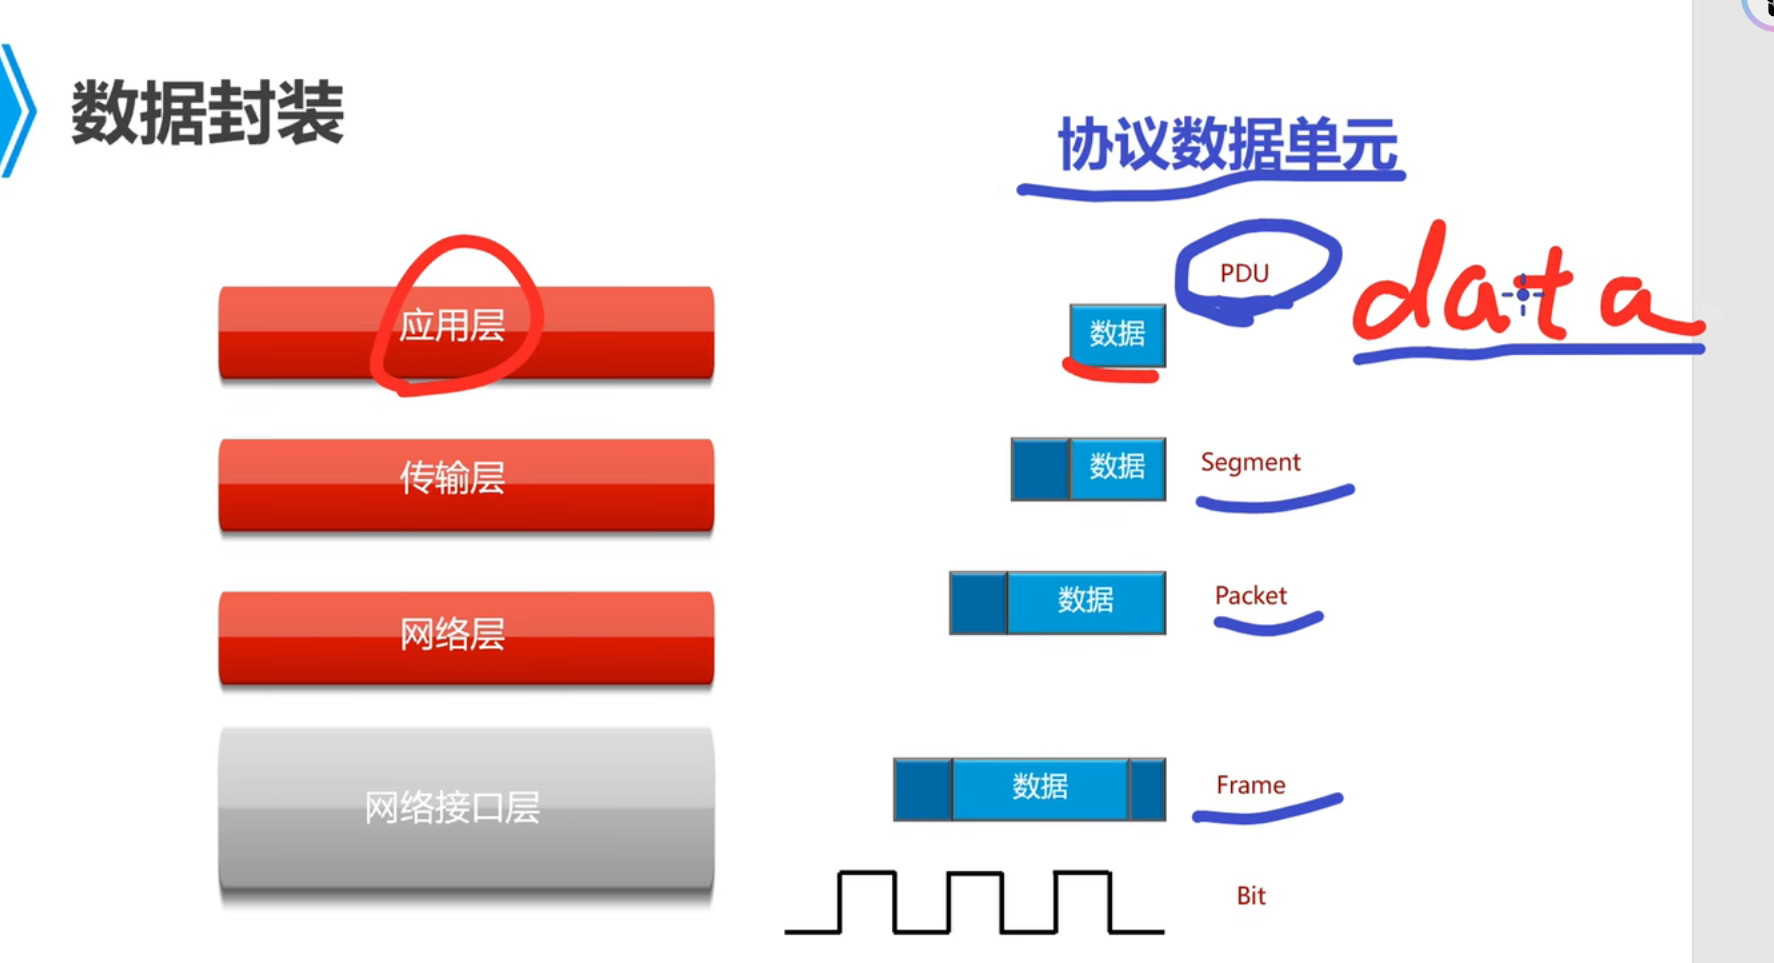 数据封装
协议数据单元
PDU
data
应用层
数据
传输层
数据
Segment
网络层
数据
Packet
网络接口层
数据
Frame
Bit